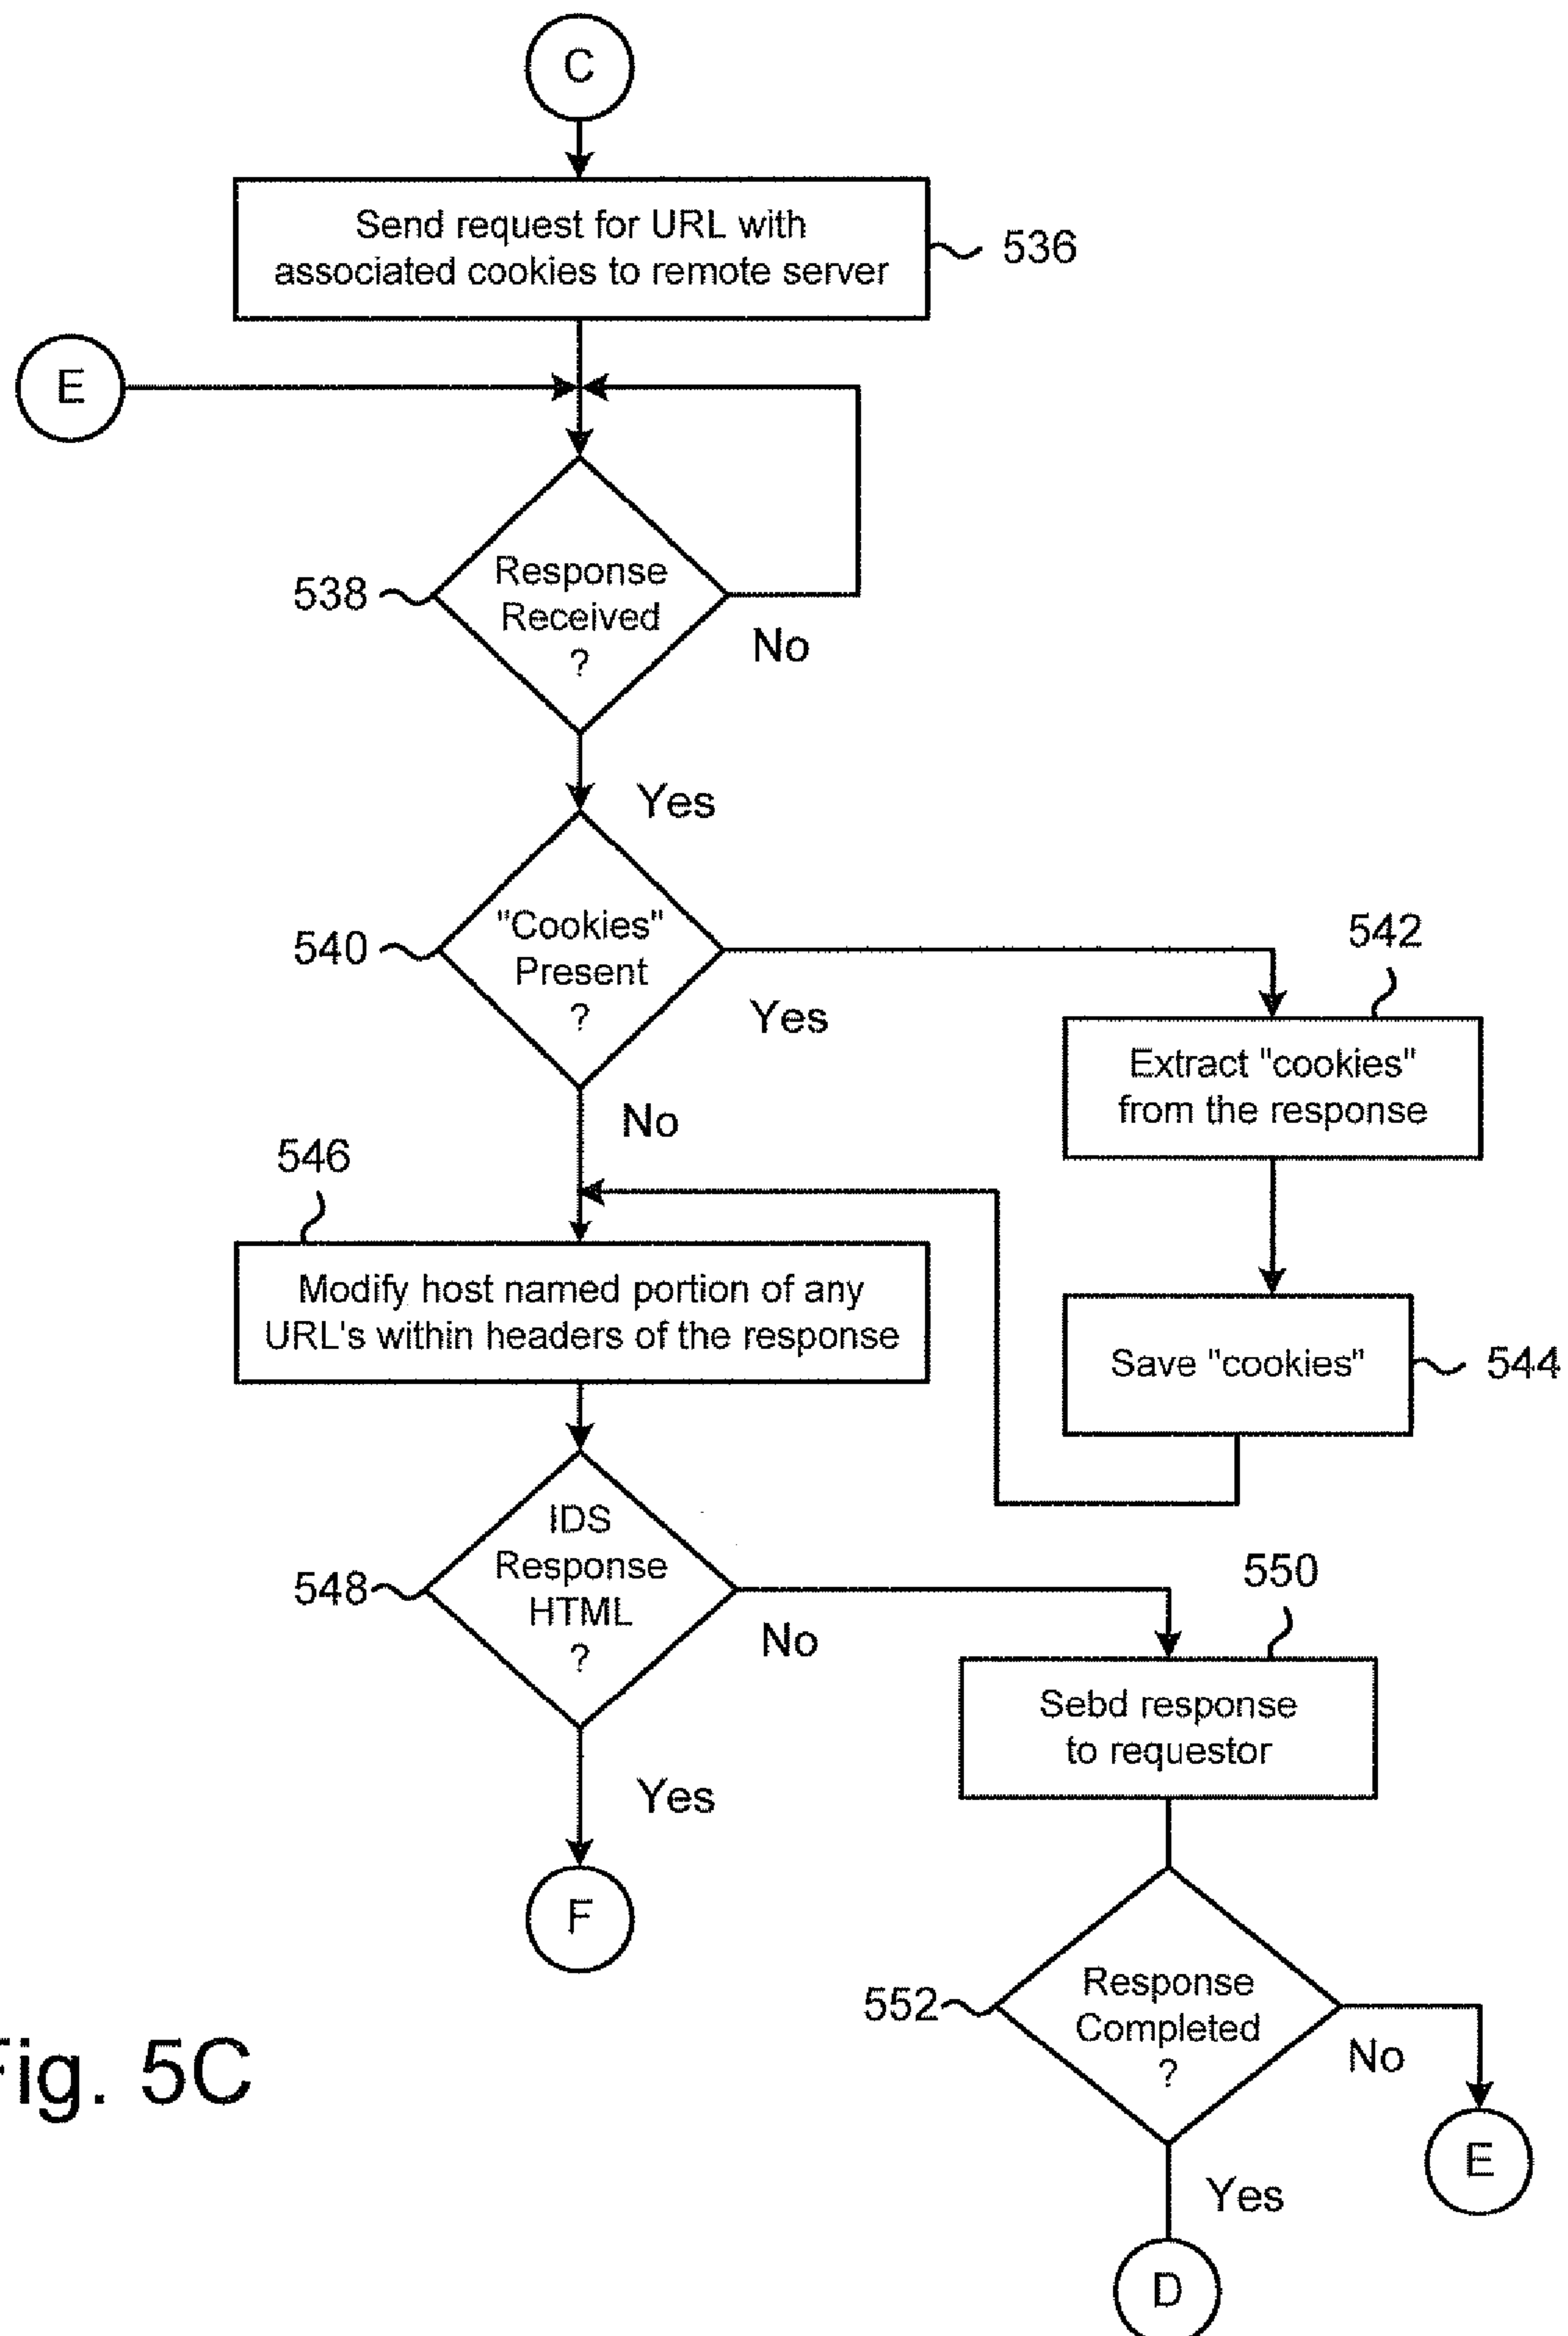 C
Send request for URL with
associated cookies to remote server
536
E
Response
Received
?
538
No
Yes
"Cookies"
Present
?
540
Yes
542
Extract "cookies"
from the response
No
546
Modify host named portion of any
URL's within headers of the response
Save "cookies"
544
IDS
Response
HTML
?
548
No
550
Sebd response
to requestor
Yes
F
Response
Completed
?
552
No
E
Yes
D
Fig. 5C